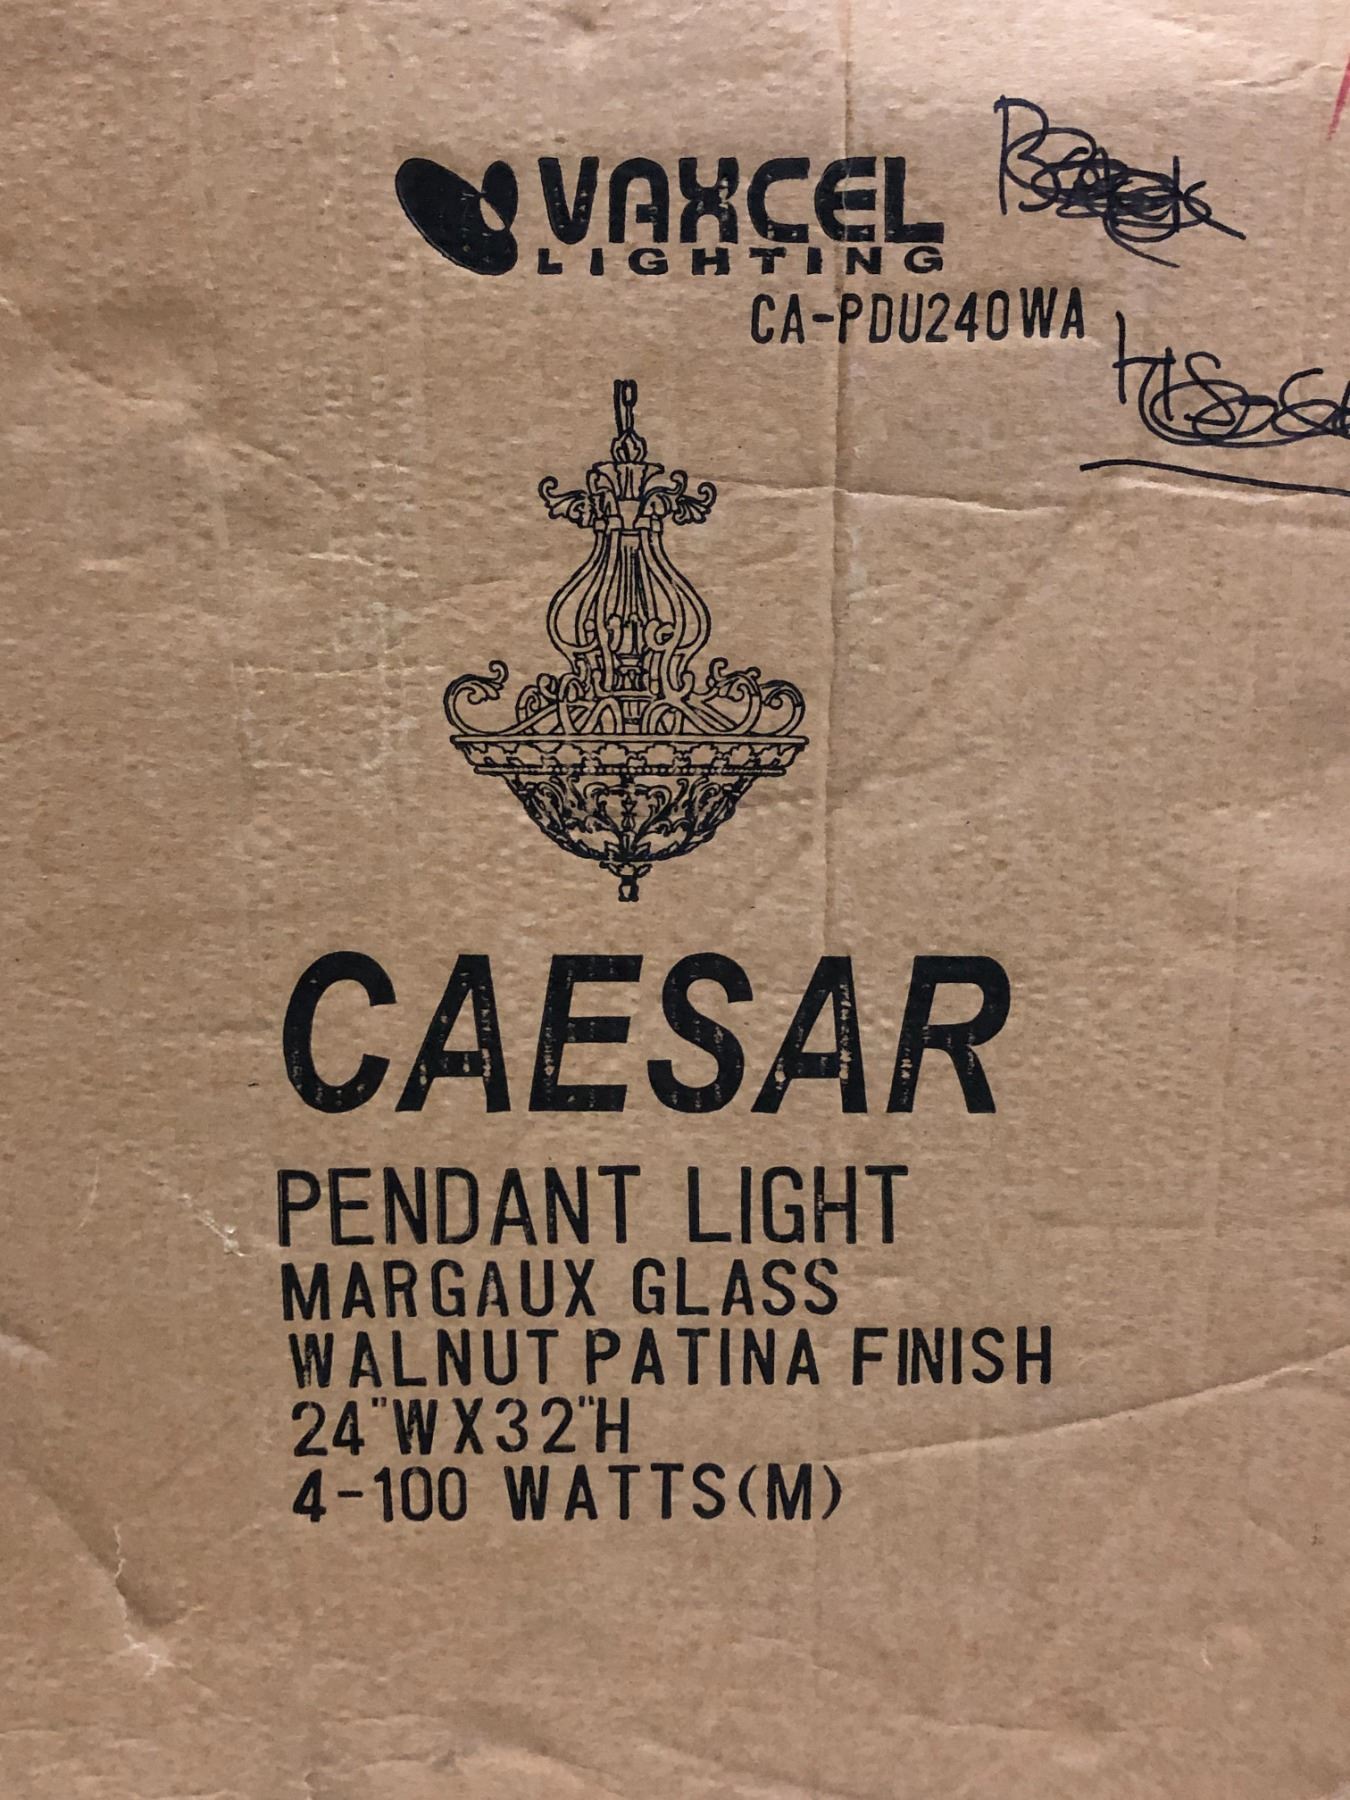 VAXCEL
LIGHTING
CA-PDU240WA
CAESAR
PENDANT LIGHT
MARGAUX GLASS
WALNUT PATINA FINISH
24"WX32"H
4-100 WATTS(M)